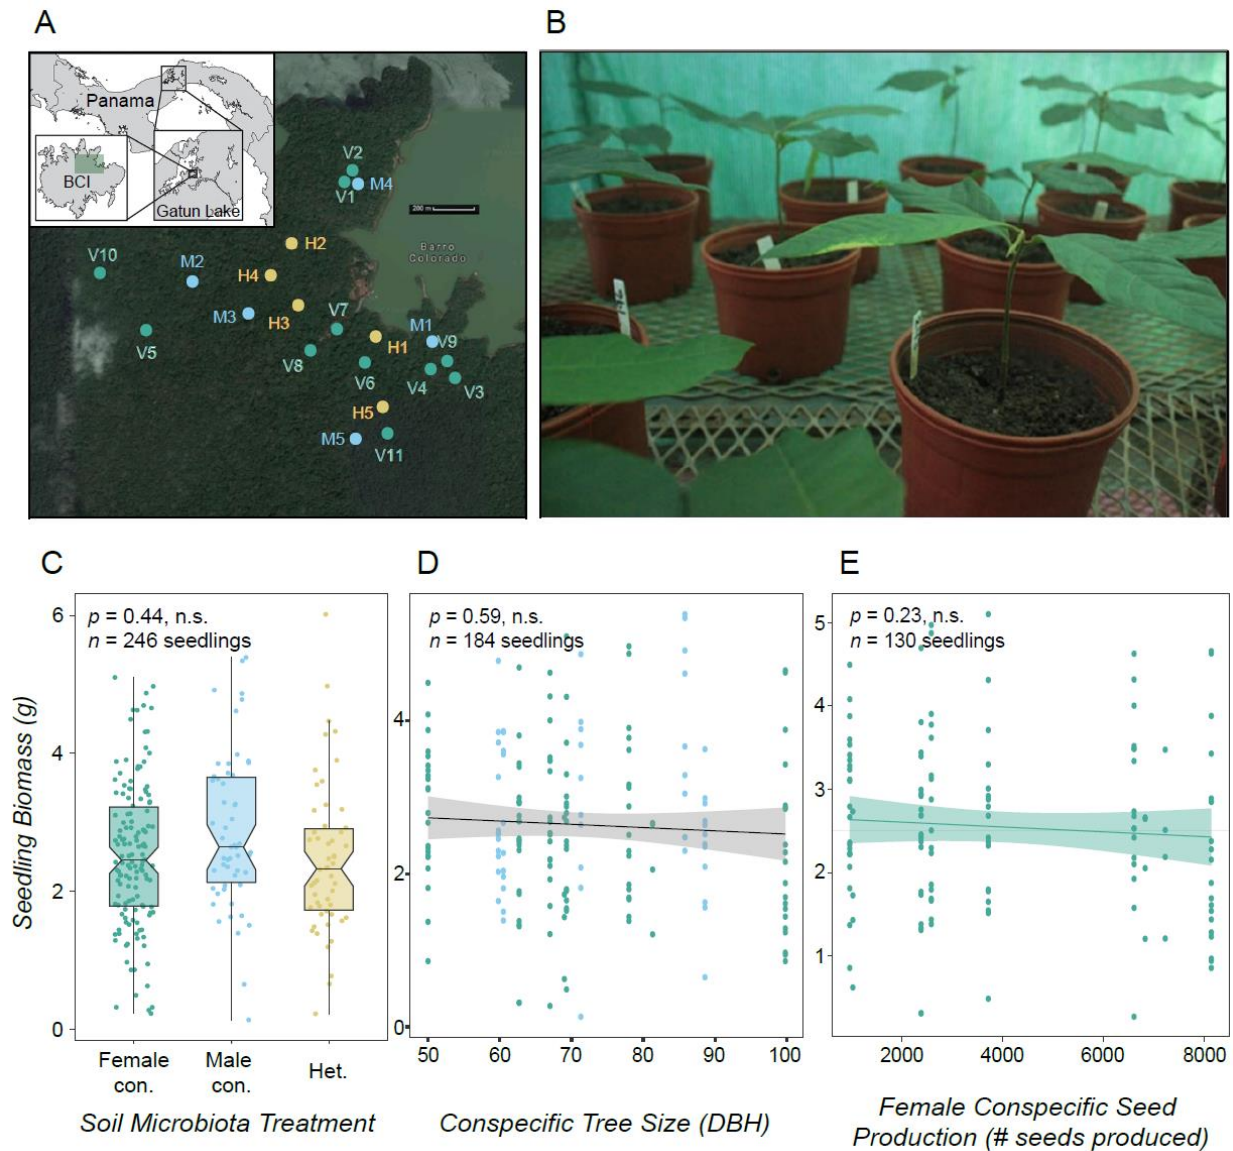 A
B
Panama
BCI
Gatun Lake
200 m
Barro
Colorado
V2
V1
M4
H2
V10
M2
H4
M3
H3
V7
M1
V5
V8
H1
V9
V6
V4
V3
H5
M5
V11
C
D
E
p = 0.44, n.s.
n = 246 seedlings
p = 0.59, n.s.
n = 184 seedlings
p = 0.23, n.s.
n = 130 seedlings
Seedling Biomass (g)
6
4
2
0
4
2
0
5
4
3
2
1
Female
con.
Male
con.
Het.
50 60 70 80 90 100
2000 4000 6000 8000
Soil Microbiota Treatment
Conspecific Tree Size (DBH)
Female Conspecific Seed
Production (# seeds produced)